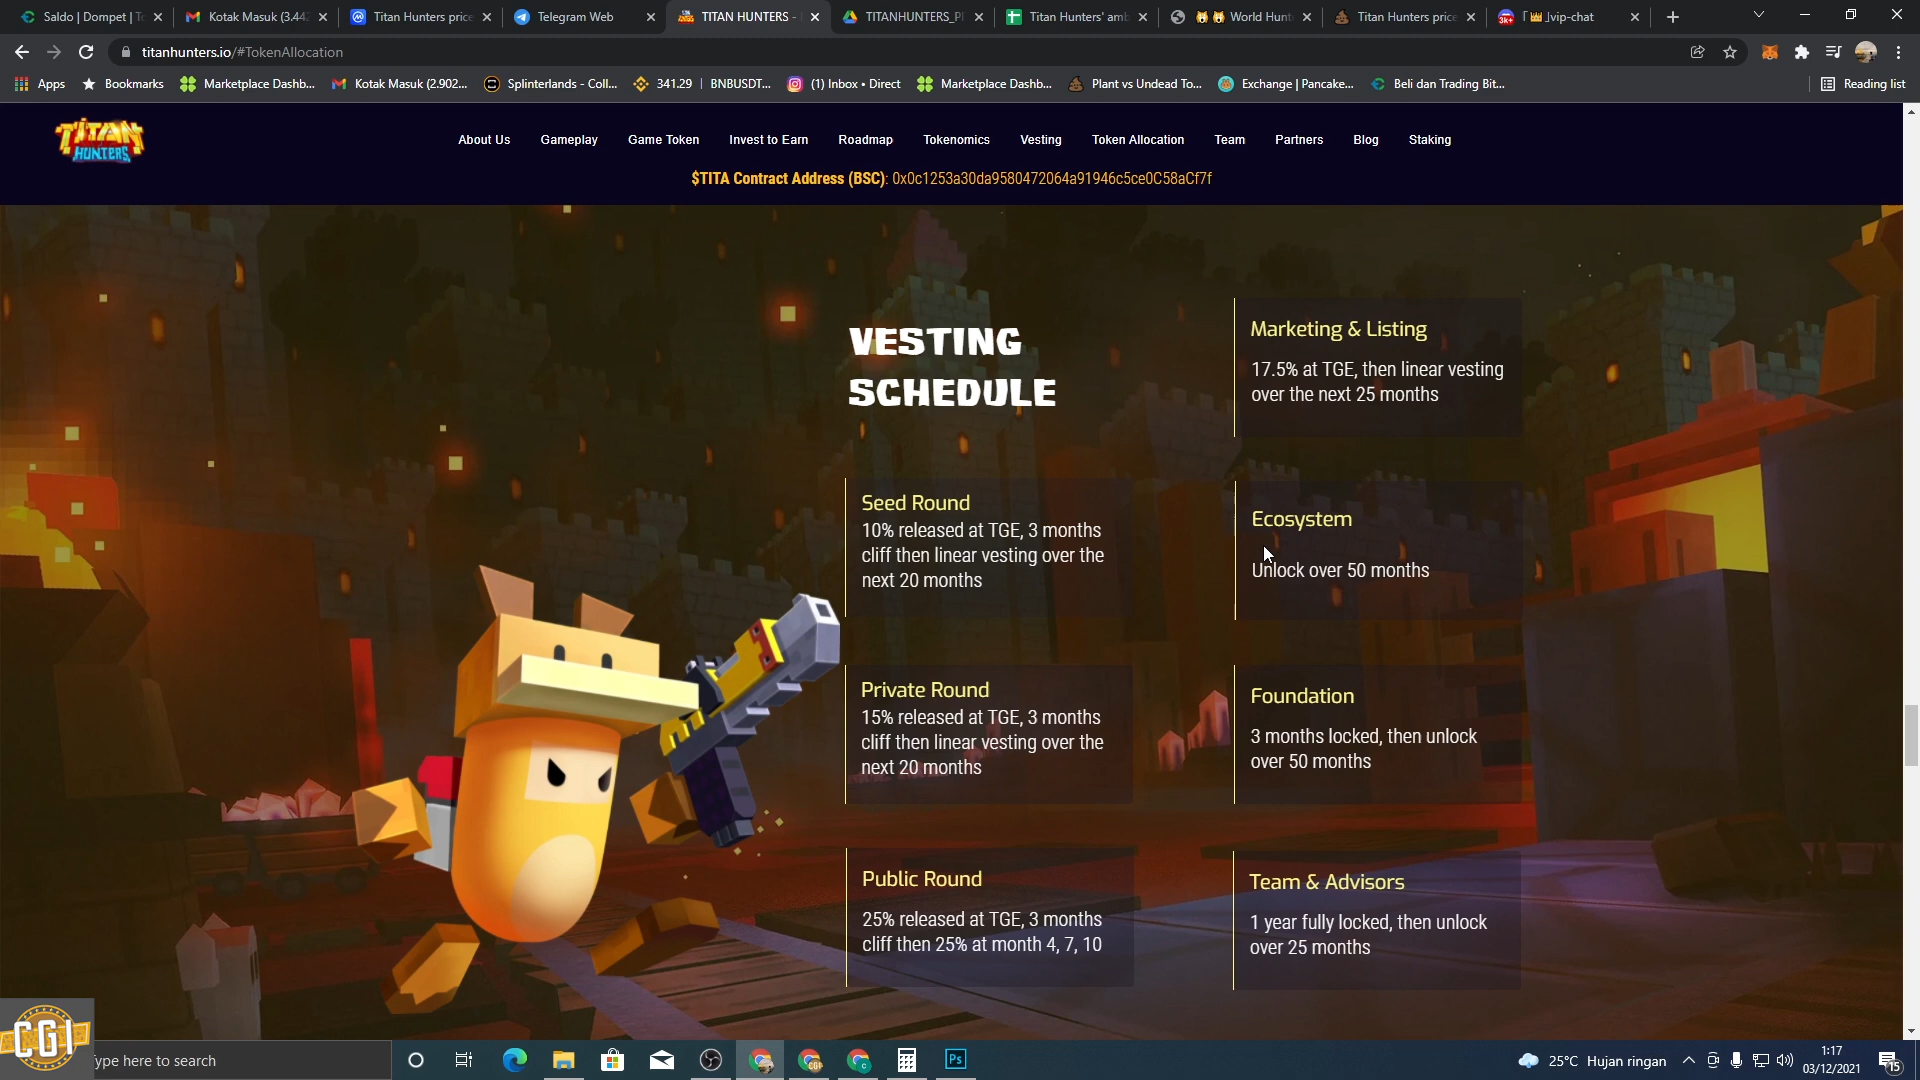 Saldo | Dompet | T
Kotak Masuk (3.44
Titan Hunters price
Telegram Web
TITAN HUNTERS -
TITANHUNTERS_P
Titan Hunters' amb
World Hunt
Titan Hunters price
3k+
vip-chat
titanhunters.io/#TokenAllocation
Apps
Bookmarks
Marketplace Dashb...
Kotak Masuk (2.902...
Splinterlands - Coll...
341.29 | BNBUSDT...
(1) Inbox • Direct
Marketplace Dashb...
Plant vs Undead To...
Exchange | Pancake...
Beli dan Trading Bit...
Reading list
TITAN
HUNTERS
About Us
Gameplay
Game Token
Invest to Earn
Roadmap
Tokenomics
Vesting
Token Allocation
Team
Partners
Blog
Staking
$TITA Contract Address (BSC): 0x0c1253a30da9580472064a91946c5ce0C58aCf7f
VESTING
SCHEDULE
Seed Round
10% released at TGE, 3 months
cliff then linear vesting over the
next 20 months
Private Round
15% released at TGE, 3 months
cliff then linear vesting over the
next 20 months
Public Round
25% released at TGE, 3 months
cliff then 25% at month 4, 7, 10
Marketing & Listing
17.5% at TGE, then linear vesting
over the next 25 months
Ecosystem
Unlock over 50 months
Foundation
3 months locked, then unlock
over 50 months
Team & Advisors
1 year fully locked, then unlock
over 25 months
CGI
ype here to search
Ps
25°C Hujan ringan
1:17
03/12/2021
15